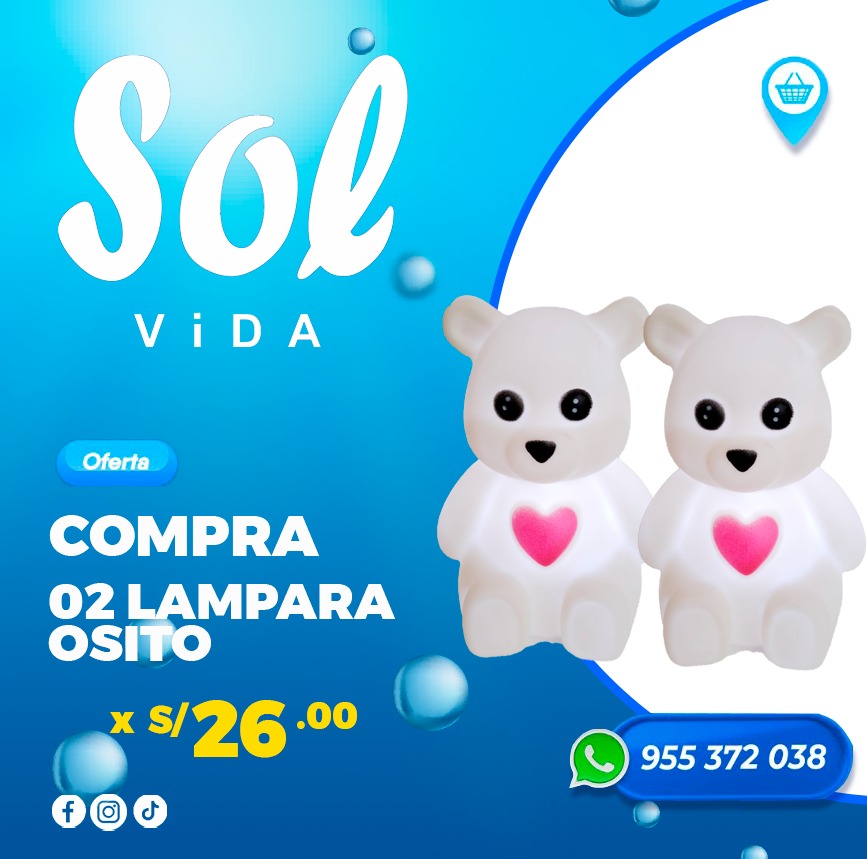 Sol
ViDA
Oferta
COMPRA
02 LAMPARA
OSITO
x S/26.00
955 372 038